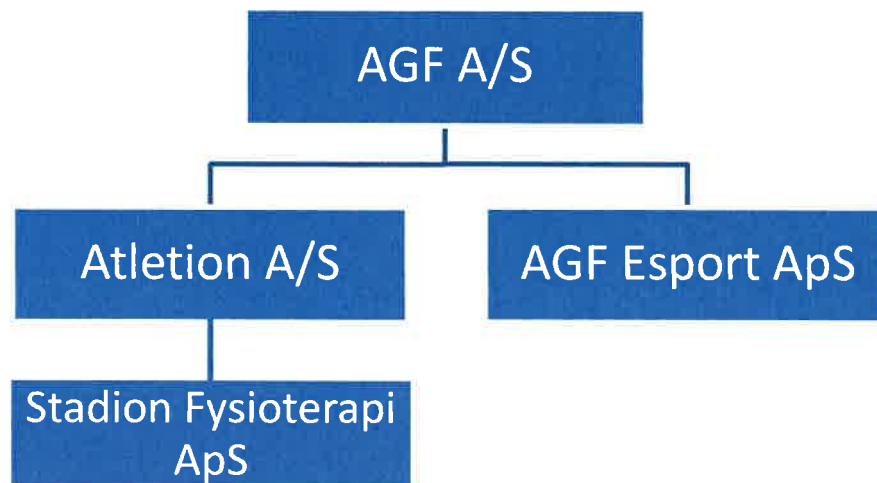 AGF A/S
Atletion A/S
AGF Esport ApS
Stadion Fysioterapi
ApS